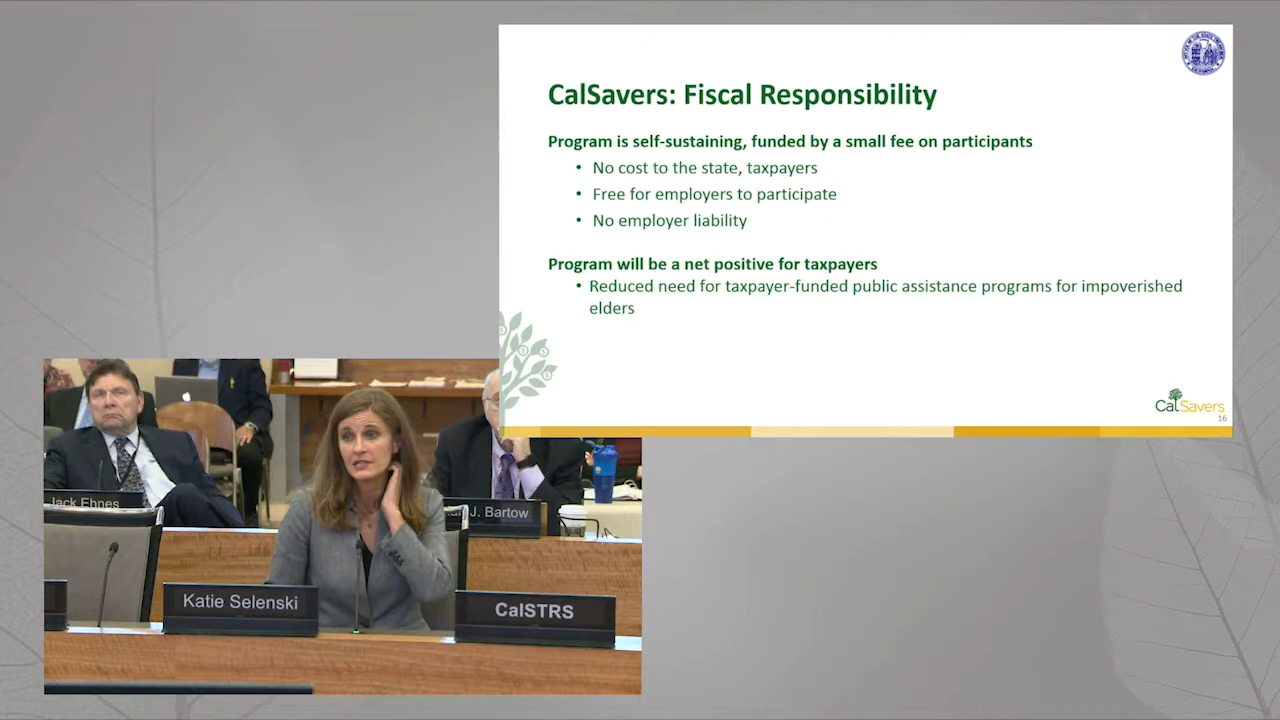 CalSavers: Fiscal Responsibility
Program is self-sustaining, funded by a small fee on participants
• No cost to the state, taxpayers
• Free for employers to participate
• No employer liability
Program will be a net positive for taxpayers
• Reduced need for taxpayer-funded public assistance programs for impoverished
elders
CalSavers
16
Jack Ehnes
J. Bartow
Katie Selenski
CalSTRS